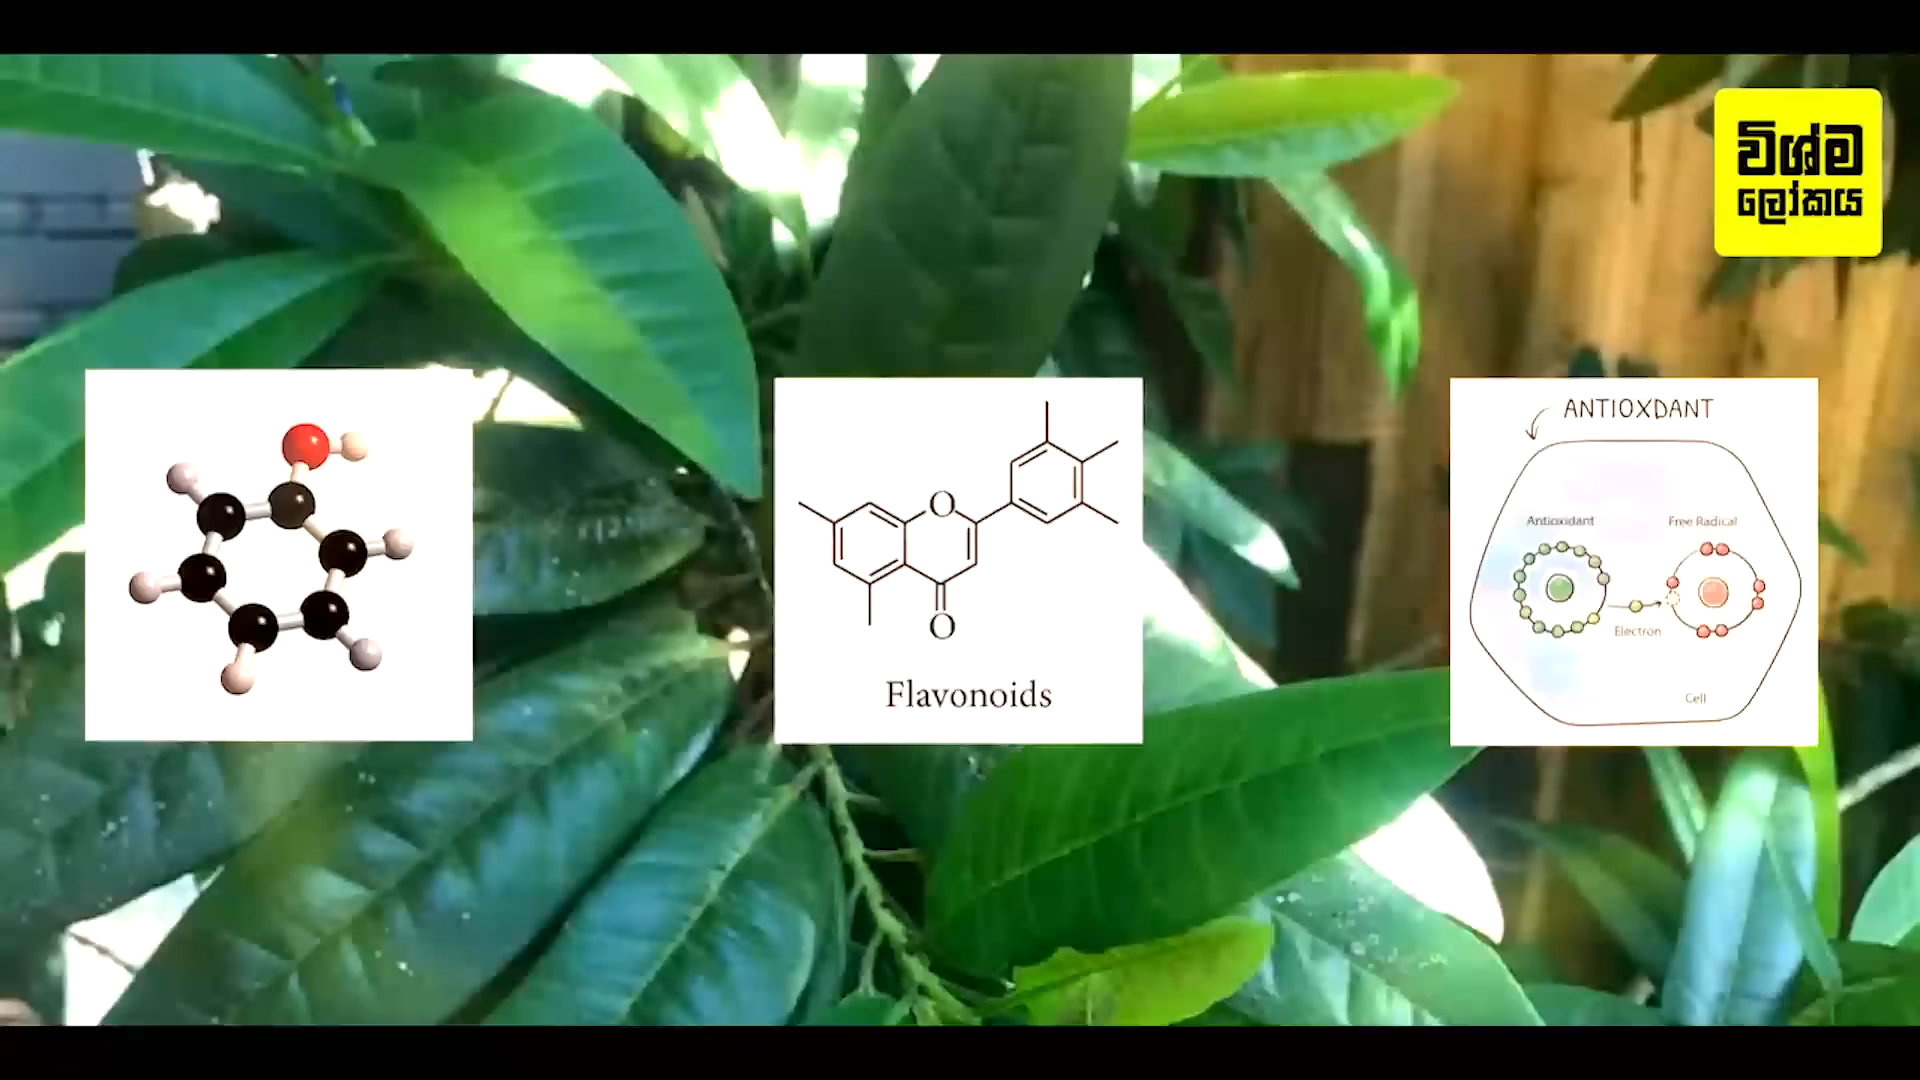 විශ්ම
ලෝකය
O
O
Flavonoids
ANTIOXDANT
Antioxidant
Free Radical
Electron
Cell